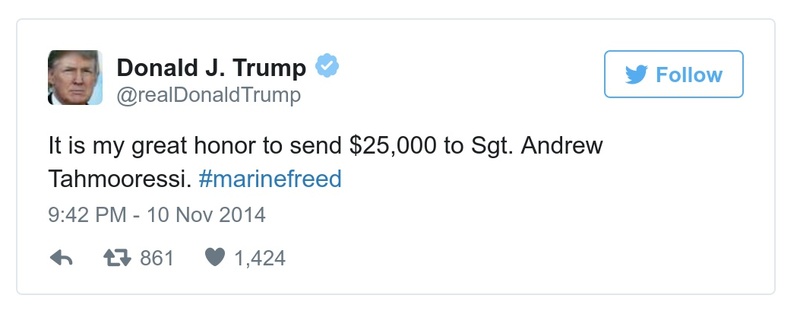 Donald J. Trump
@realDonaldTrump
Follow
It is my great honor to send $25,000 to Sgt. Andrew
Tahmooressi. #marinefreed
9:42 PM - 10 Nov 2014
861 1,424